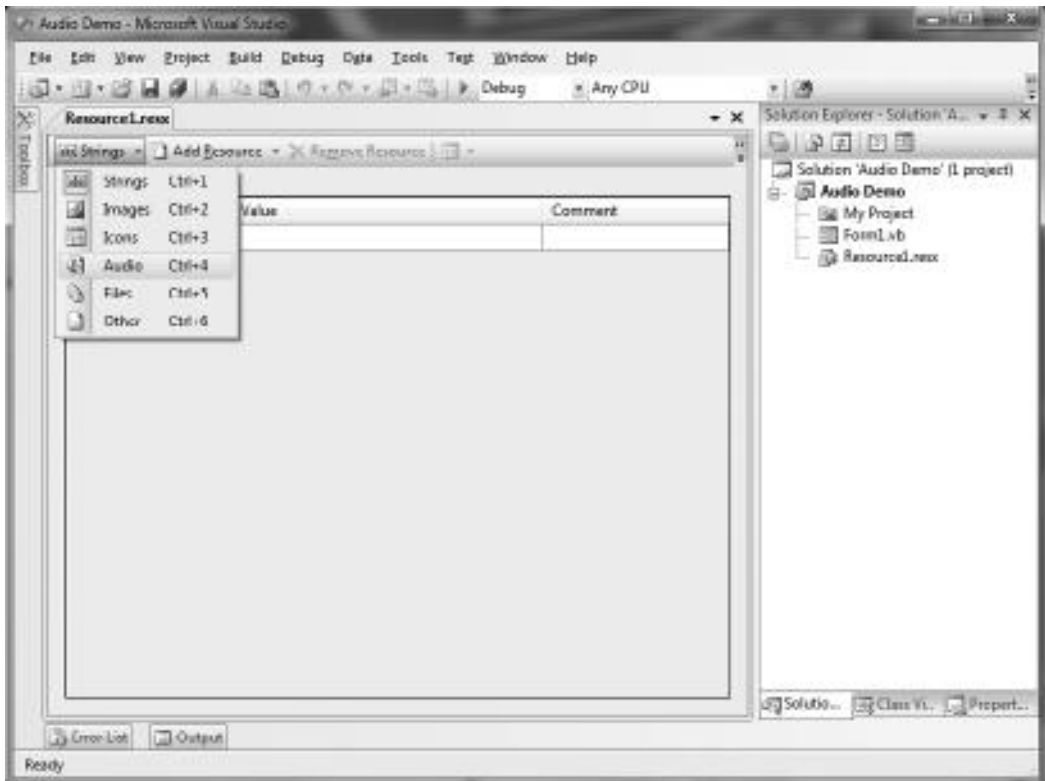 Audio Demo - Microsoft Visual Studio
File Edit View Project Build Debug Data Tools Test Window Help
Debug Any CPU
Toolbox
Resource1.resx
Strings Add Resource Remove Resource
Strings Ctrl+1
Images Ctrl+2
Icons Ctrl+3
Audio Ctrl+4
Files Ctrl+5
Other Ctrl+6
Value Comment
Solution Explorer - Solution 'A...
Solution 'Audio Demo' (1 project)
Audio Demo
My Project
Form1.vb
Resource1.resx
Solutio... Class Vi... Propert...
Error List Output
Ready